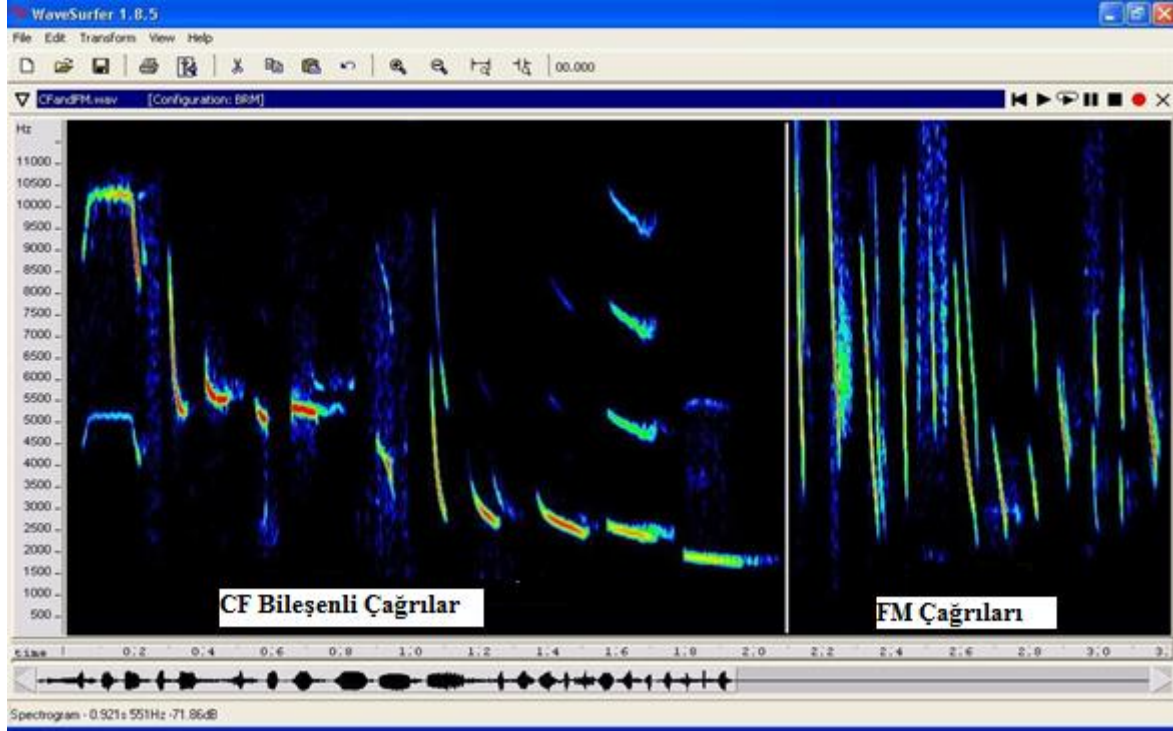 WaveSurfer 1.8.5
File Edit Transform View Help
00.000
CFandFM.wav [Configuration: BRM]
Hz
11000
10500
10000
9500
9000
8500
8000
7500
7000
6500
6000
5500
5000
4500
4000
3500
3000
2500
2000
1500
1000
500
CF Bileşenli Çağrılar
FM Çağrıları
time 0.2 0.4 0.6 0.8 1.0 1.2 1.4 1.6 1.8 2.0 2.2 2.4 2.6 2.8 3.0 3.
Spectrogram - 0.921s 551Hz -71.86dB